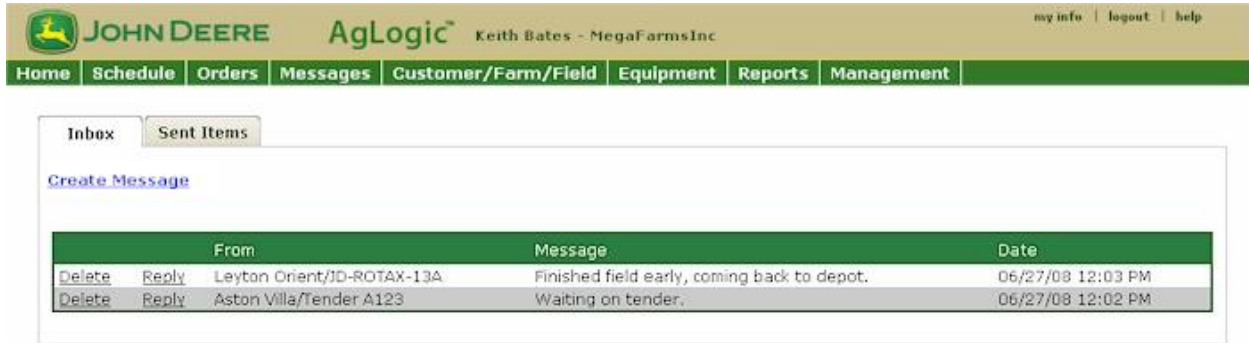 JOHN DEERE AgLogic™ Keith Bates - MegaFarmsInc my info | logout | help
Home Schedule Orders Messages Customer/Farm/Field Equipment Reports Management
Inbox Sent Items
Create Message
From Message Date
Delete Reply Leyton Orient/JD-ROTAX-13A Finished field early, coming back to depot. 06/27/08 12:03 PM
Delete Reply Aston Villa/Tender A123 Waiting on tender. 06/27/08 12:02 PM